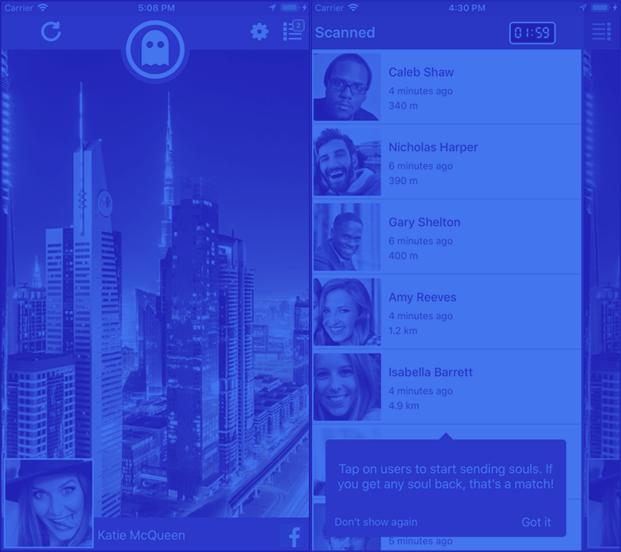 Carrier 5:08 PM
2
Katie McQueen
Carrier 4:30 PM
Scanned 01:59
Caleb Shaw
4 minutes ago
340 m
Nicholas Harper
6 minutes ago
390 m
Gary Shelton
6 minutes ago
400 m
Amy Reeves
4 minutes ago
1.2 km
Isabella Barrett
4 minutes ago
4.9 km
Tap on users to start sending souls. If
you get any soul back, that's a match!
Don't show again Got it
5 minutes ago